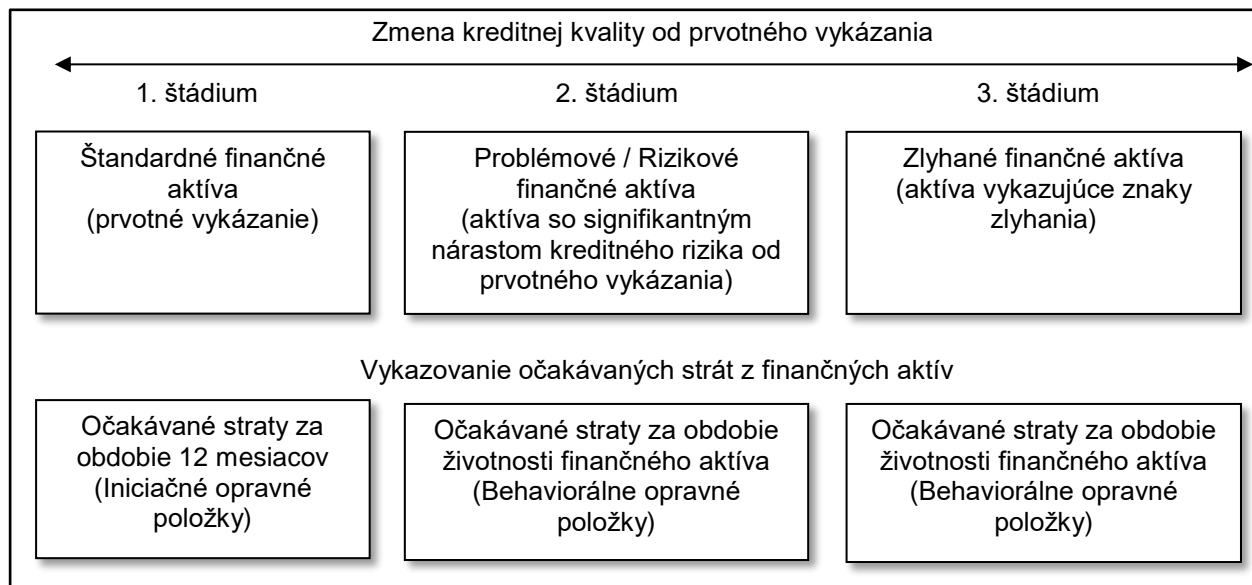 Zmena kreditnej kvality od prvotného vykázania
1. štádium
2. štádium
3. štádium
Štandardné finančné
aktíva
(prvotné vykázanie)
Problémové / Rizikové
finančné aktíva
(aktíva so signifikantným
nárastom kreditného rizika od
prvotného vykázania)
Zlyhané finančné aktíva
(aktíva vykazujúce znaky
zlyhania)
Vykazovanie očakávaných strát z finančných aktív
Očakávané straty za
obdobie 12 mesiacov
(Iniciačné opravné
položky)
Očakávané straty za obdobie
životnosti finančného aktíva
(Behaviorálne opravné
položky)
Očakávané straty za obdobie
životnosti finančného aktíva
(Behaviorálne opravné
položky)